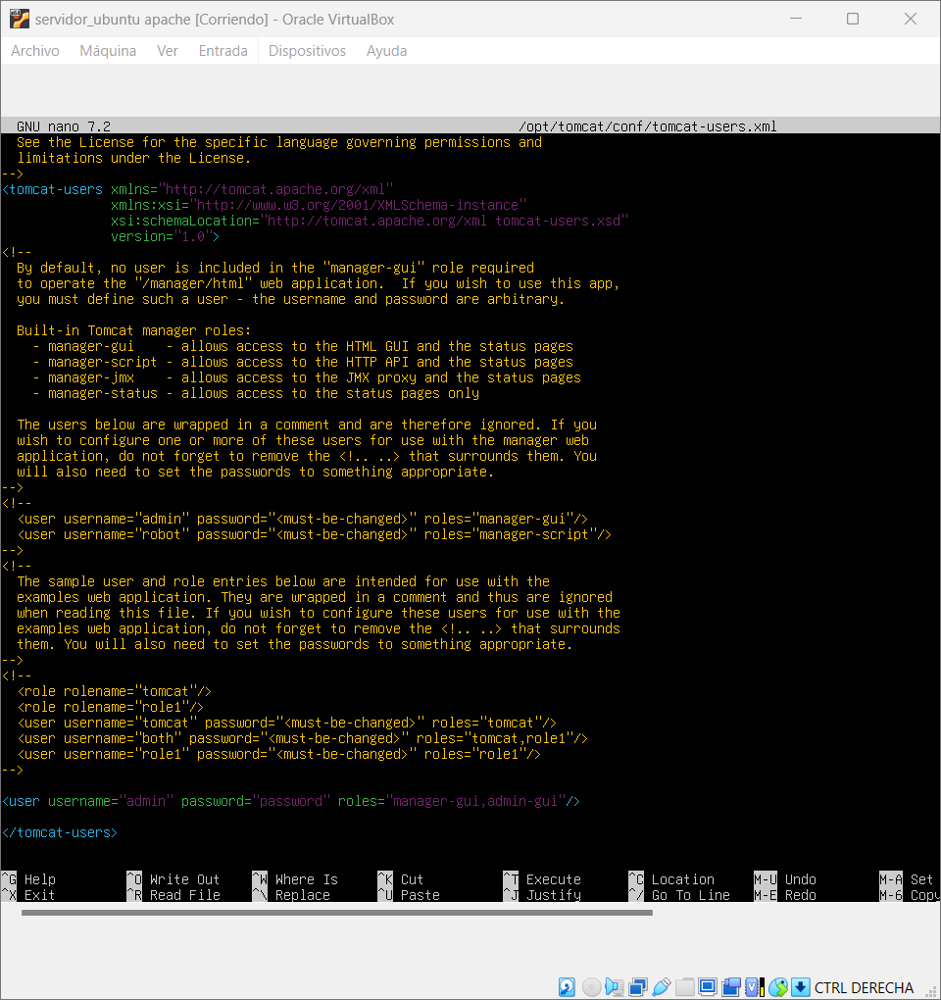 servidor_ubuntu apache [Corriendo] - Oracle VirtualBox
Archivo Máquina Ver Entrada Dispositivos Ayuda
GNU nano 7.2 /opt/tomcat/conf/tomcat-users.xml
  See the License for the specific language governing permissions and
  limitations under the License.
-->
<tomcat-users xmlns="http://tomcat.apache.org/xml"
              xmlns:xsi="http://www.w3.org/2001/XMLSchema-instance"
              xsi:schemaLocation="http://tomcat.apache.org/xml tomcat-users.xsd"
              version="1.0">
<!--
  By default, no user is included in the "manager-gui" role required
  to operate the "/manager/html" web application.  If you wish to use this app,
  you must define such a user - the username and password are arbitrary.

  Built-in Tomcat manager roles:
    - manager-gui    - allows access to the HTML GUI and the status pages
    - manager-script - allows access to the HTTP API and the status pages
    - manager-jmx    - allows access to the JMX proxy and the status pages
    - manager-status - allows access to the status pages only

  The users below are wrapped in a comment and are therefore ignored. If you
  wish to configure one or more of these users for use with the manager web
  application, do not forget to remove the <!.. ..> that surrounds them. You
  will also need to set the passwords to something appropriate.
-->
<!--
  <user username="admin" password="<must-be-changed>" roles="manager-gui"/>
  <user username="robot" password="<must-be-changed>" roles="manager-script"/>
-->
<!--
  The sample user and role entries below are intended for use with the
  examples web application. They are wrapped in a comment and thus are ignored
  when reading this file. If you wish to configure these users for use with the
  examples web application, do not forget to remove the <!.. ..> that surrounds
  them. You will also need to set the passwords to something appropriate.
-->
<!--
  <role rolename="tomcat"/>
  <role rolename="role1"/>
  <user username="tomcat" password="<must-be-changed>" roles="tomcat"/>
  <user username="both" password="<must-be-changed>" roles="tomcat,role1"/>
  <user username="role1" password="<must-be-changed>" roles="role1"/>
-->

<user username="admin" password="password" roles="manager-gui,admin-gui"/>

</tomcat-users>

^G Help ^O Write Out ^W Where Is ^K Cut ^T Execute ^C Location M-U Undo M-A Set
^X Exit ^R Read File ^\ Replace ^U Paste ^J Justify ^/ Go To Line M-E Redo M-6 Copy
CTRL DERECHA